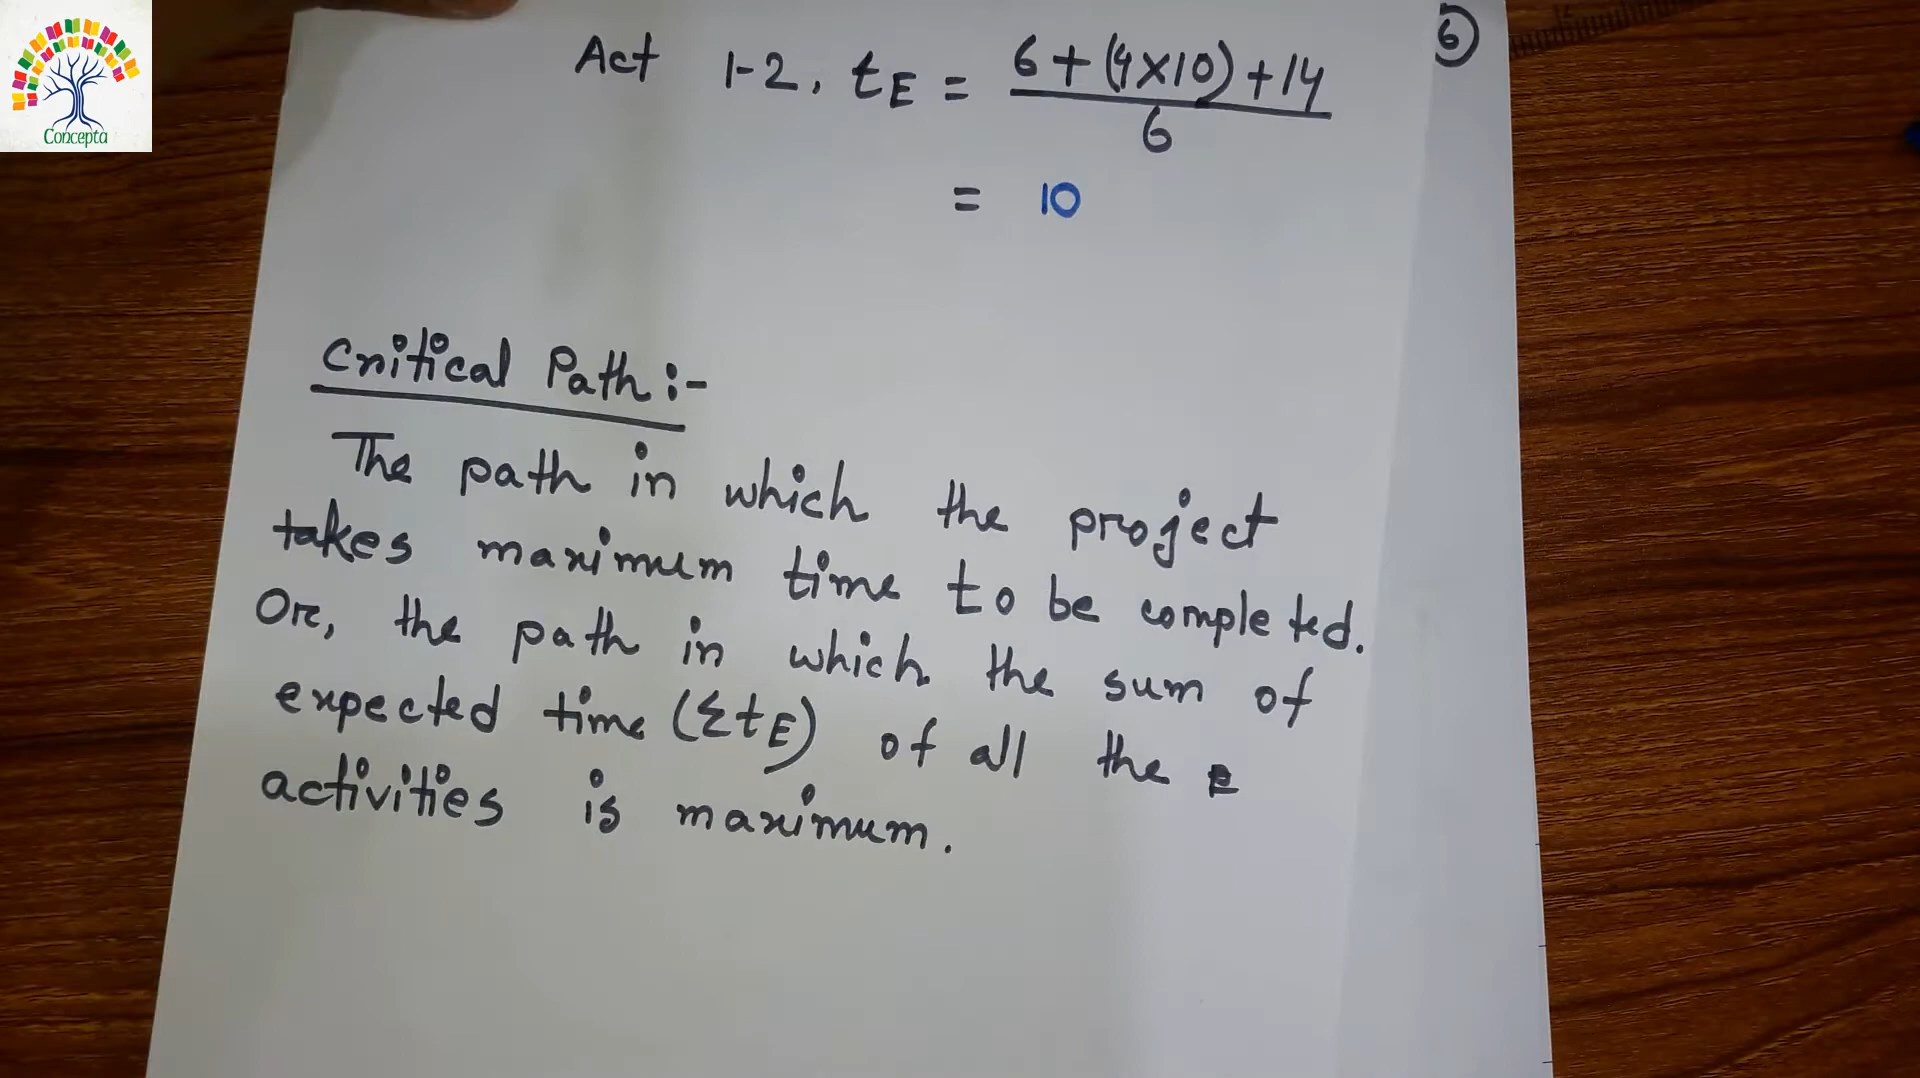 Concepta
6
Act 1-2, tE = 6+(4x10)+14
6
= 10
Critical Path :-
The path in which the project
takes maximum time to be completed.
Or, the path in which the sum of
expected time (ΣtE) of all the E
activities is maximum.